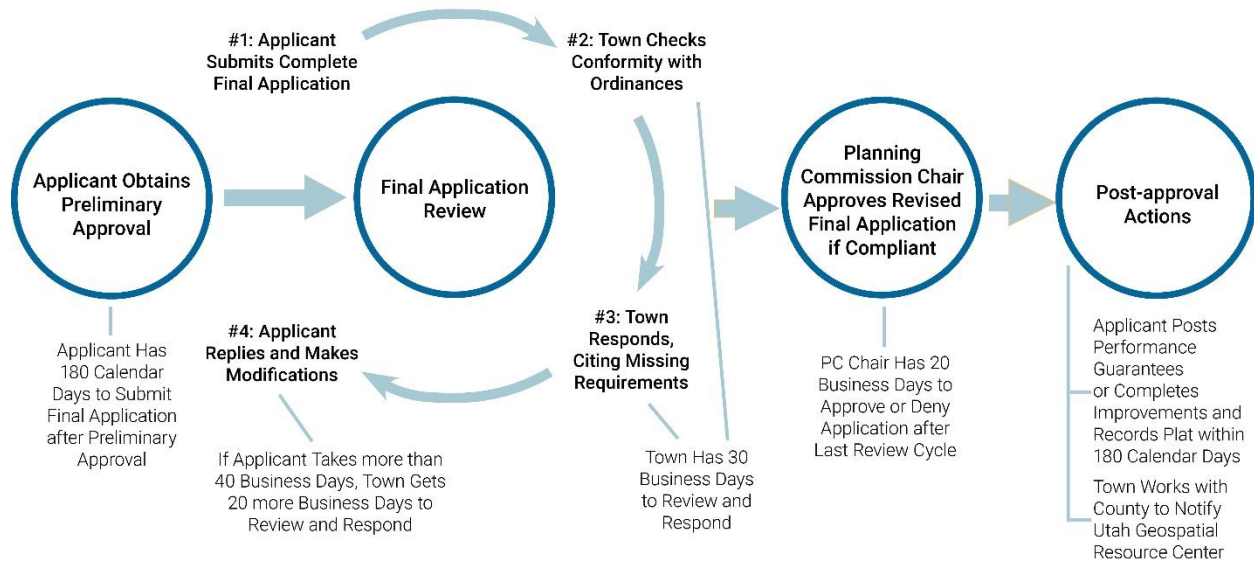 #1: Applicant
Submits Complete
Final Application
#2: Town Checks
Conformity with
Ordinances
Applicant Obtains
Preliminary
Approval
Final Application
Review
Planning
Commission Chair
Approves Revised
Final Application
if Compliant
Post-approval
Actions
#4: Applicant
Replies and Makes
Modifications
#3: Town
Responds,
Citing Missing
Requirements
Applicant Has
180 Calendar
Days to Submit
Final Application
after Preliminary
Approval
If Applicant Takes more than
40 Business Days, Town Gets
20 more Business Days to
Review and Respond
Town Has 30
Business Days
to Review and
Respond
PC Chair Has 20
Business Days to
Approve or Deny
Application after
Last Review Cycle
Applicant Posts
Performance
Guarantees
or Completes
Improvements and
Records Plat within
180 Calendar Days
Town Works with
County to Notify
Utah Geospatial
Resource Center